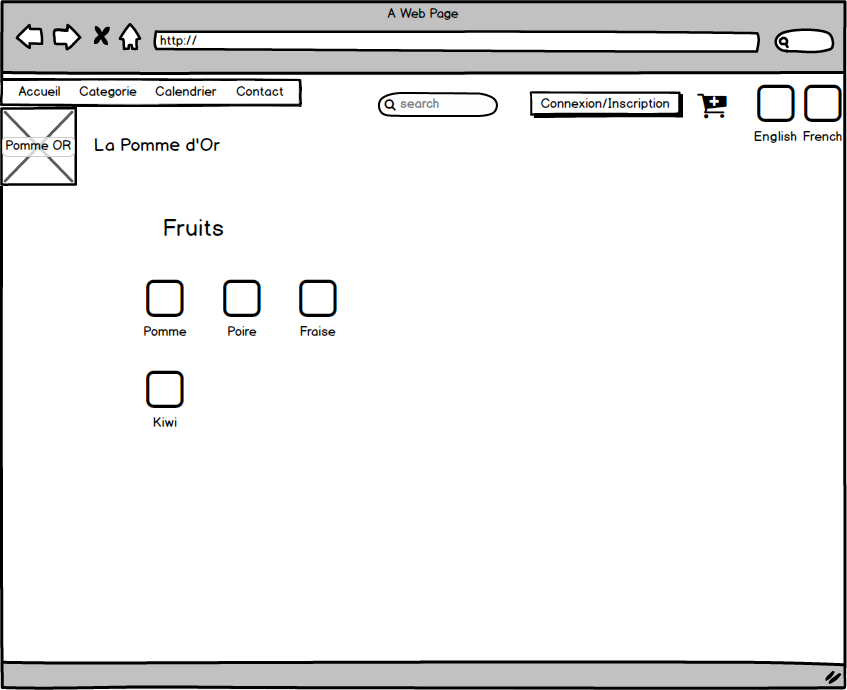 A Web Page
http://
Accueil Categorie Calendrier Contact
search
Connexion/Inscription
English French
Pomme OR
La Pomme d'Or
Fruits
Pomme Poire Fraise
Kiwi